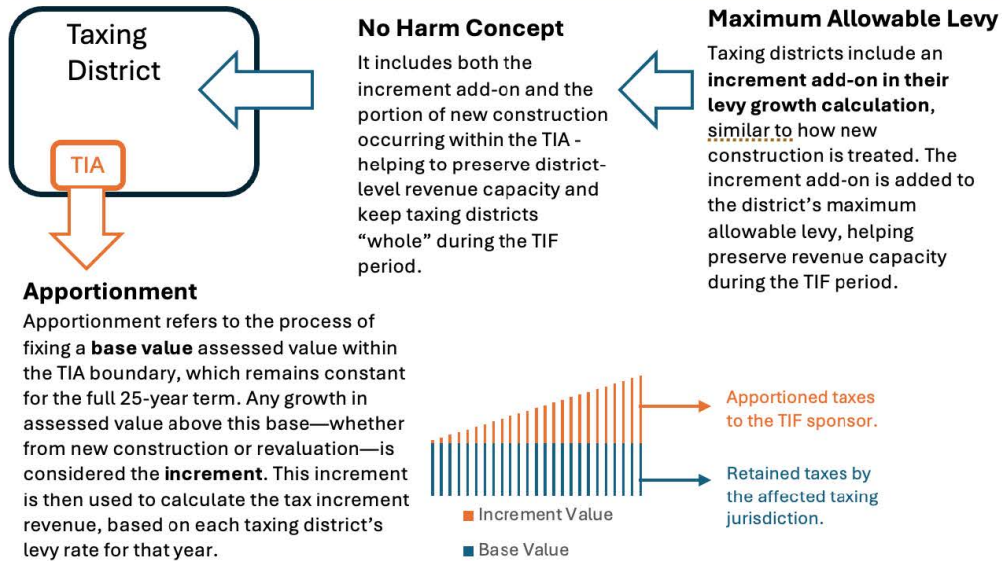 Taxing
District
TIA
No Harm Concept
It includes both the
increment add-on and the
portion of new construction
occurring within the TIA -
helping to preserve district-
level revenue capacity and
keep taxing districts
“whole” during the TIF
period.
Maximum Allowable Levy
Taxing districts include an
increment add-on in their
levy growth calculation,
similar to how new
construction is treated. The
increment add-on is added to
the district’s maximum
allowable levy, helping
preserve revenue capacity
during the TIF period.
Apportionment
Apportionment refers to the process of
fixing a base value assessed value within
the TIA boundary, which remains constant
for the full 25-year term. Any growth in
assessed value above this base—whether
from new construction or revaluation—is
considered the increment. This increment
is then used to calculate the tax increment
revenue, based on each taxing district’s
levy rate for that year.
Apportioned taxes
to the TIF sponsor.
Retained taxes by
the affected taxing
jurisdiction.
Increment Value
Base Value